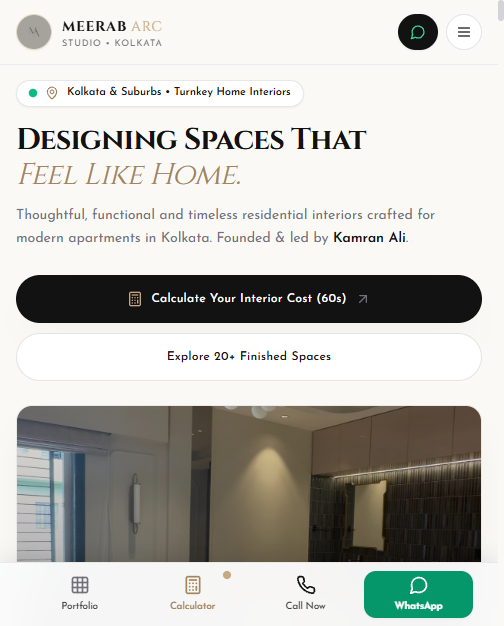 MEERAB ARC
STUDIO • KOLKATA
Kolkata & Suburbs • Turnkey Home Interiors
DESIGNING SPACES THAT
FEEL LIKE HOME.
Thoughtful, functional and timeless residential interiors crafted for
modern apartments in Kolkata. Founded & led by Kamran Ali.
Calculate Your Interior Cost (60s)
Explore 20+ Finished Spaces
Portfolio
Calculator
Call Now
WhatsApp